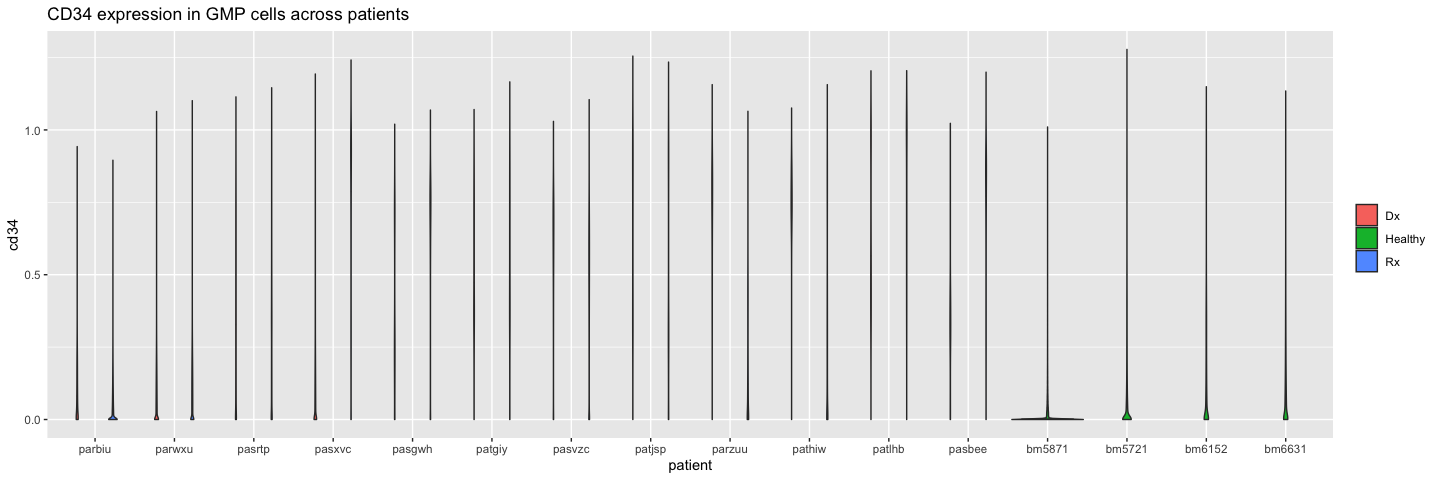 CD34 expression in GMP cells across patients
cd34
1.0
0.5
0.0
parbiu parwxu pasrtp pasxvc pasgwh patgiy pasvzc patjsp parzuu pathiw patlhb pasbee bm5871 bm5721 bm6152 bm6631
patient
Dx
Healthy
Rx